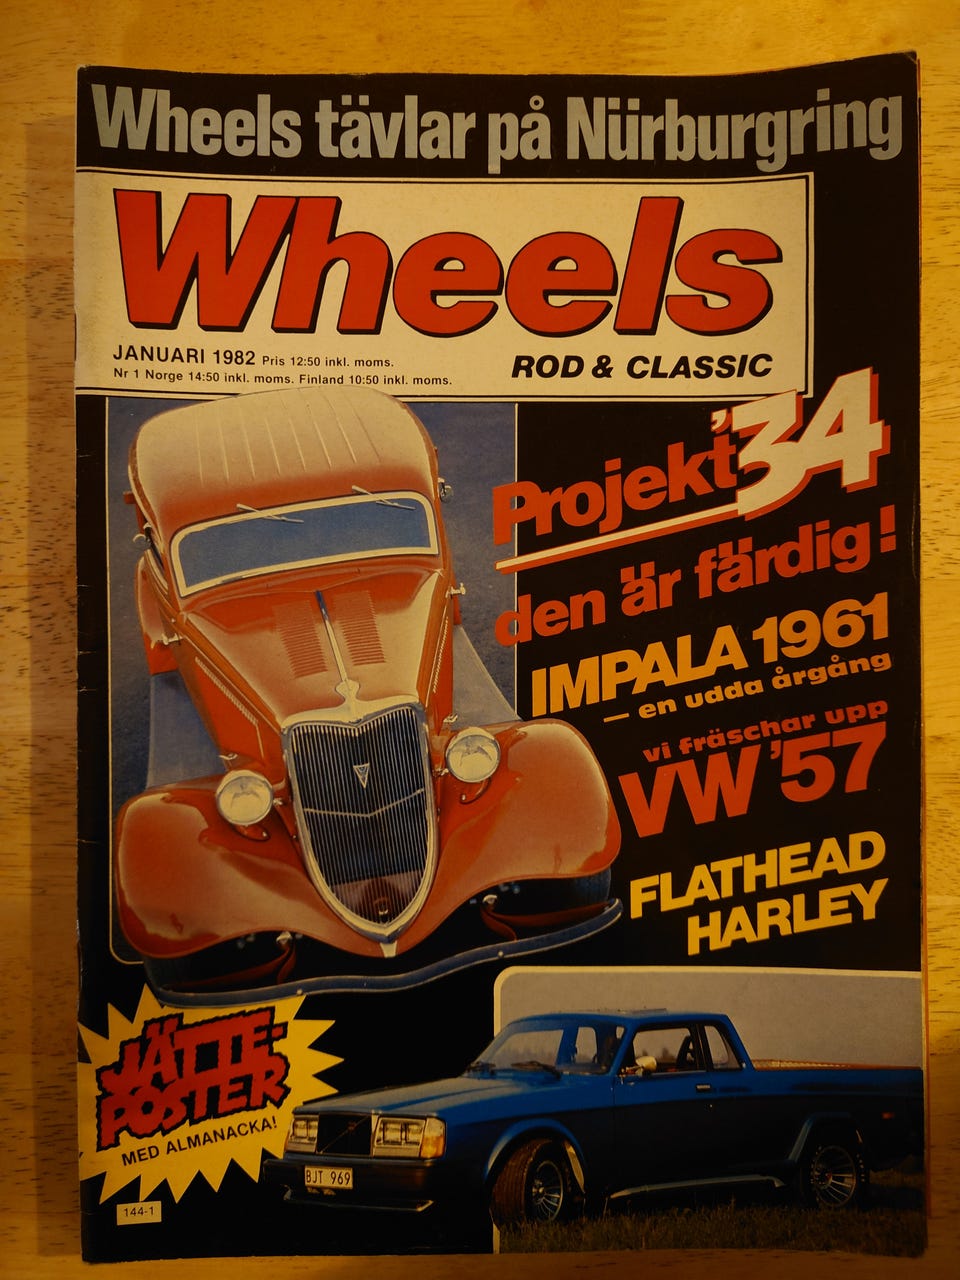 Wheels tävlar på Nürburgring
Wheels
JANUARI 1982 Pris 12:50 inkl. moms.
Nr 1 Norge 14:50 inkl. moms. Finland 10:50 inkl. moms.
ROD & CLASSIC
Projekt '34
den är färdig!
IMPALA 1961
— en udda årgång
vi fräschar upp
VW '57
FLATHEAD
HARLEY
JÄTTE-
POSTER
MED ALMANACKA!
BJT 969
144-1